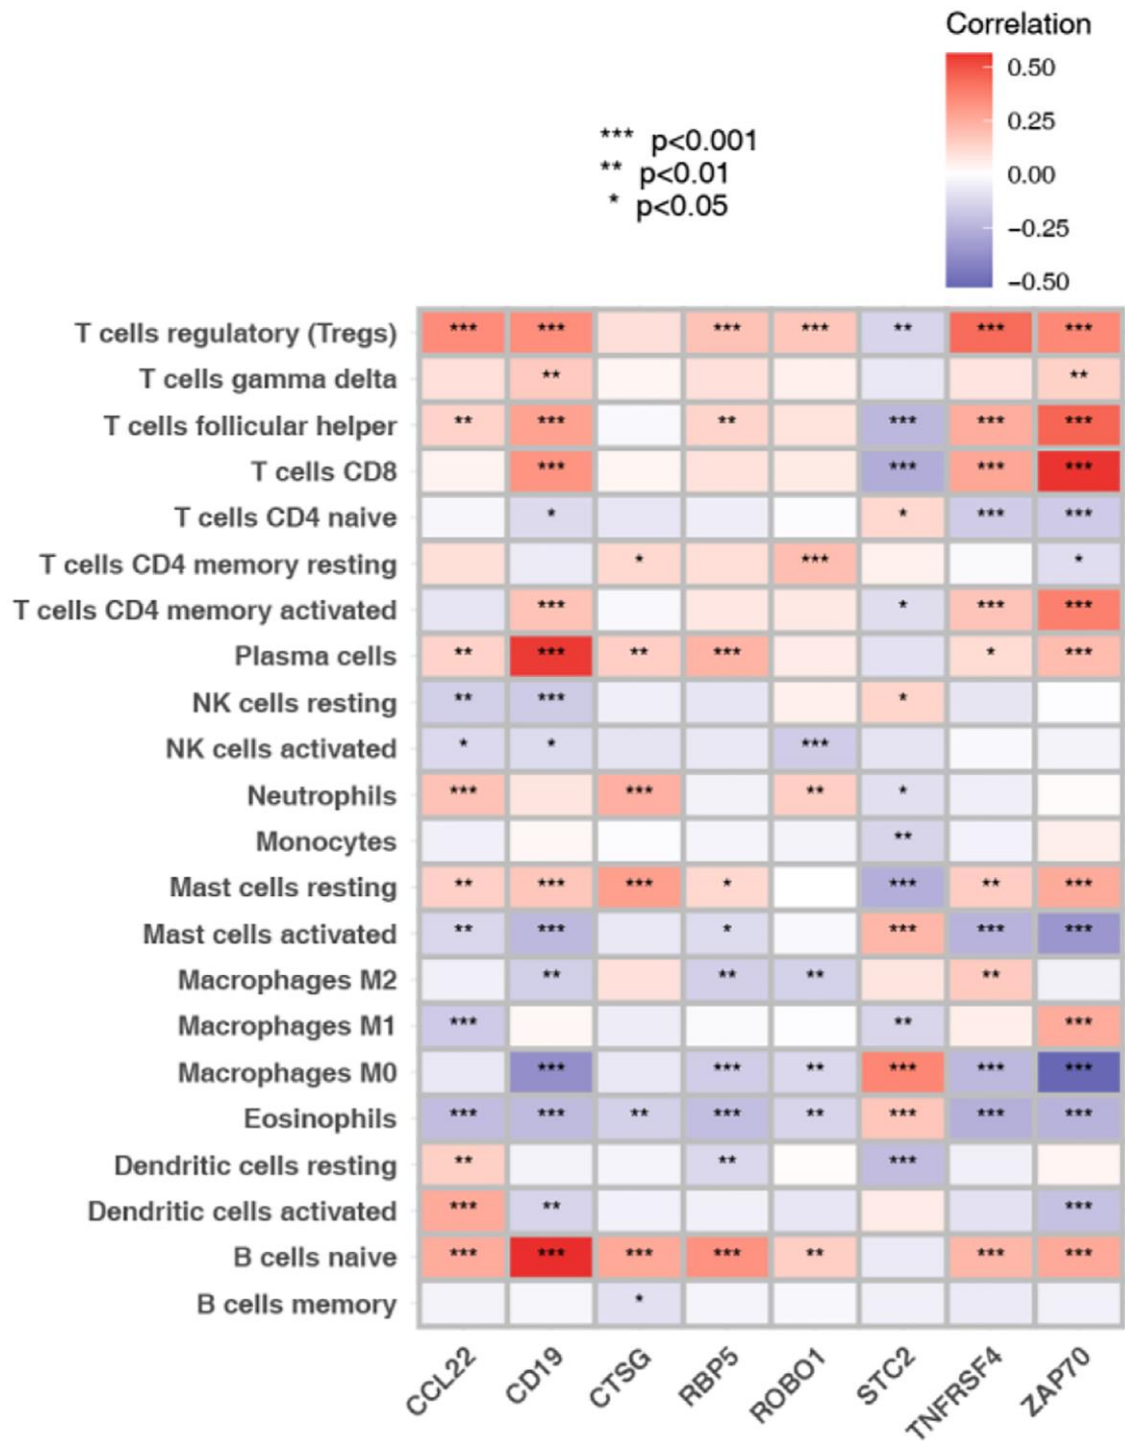 Correlation
0.50
0.25
0.00
−0.25
−0.50
*** p<0.001
** p<0.01
* p<0.05
T cells regulatory (Tregs) *** *** *** *** ** *** ***
T cells gamma delta ** **
T cells follicular helper ** *** ** *** *** ***
T cells CD8 *** *** *** ***
T cells CD4 naive * * *** ***
T cells CD4 memory resting * *** *
T cells CD4 memory activated *** * *** ***
Plasma cells ** *** ** *** * ***
NK cells resting ** *** *
NK cells activated * * ***
Neutrophils *** *** ** *
Monocytes **
Mast cells resting ** *** *** * *** ** ***
Mast cells activated ** *** * *** *** ***
Macrophages M2 ** ** ** **
Macrophages M1 *** ** ***
Macrophages M0 *** *** ** *** *** ***
Eosinophils *** *** ** *** ** *** *** ***
Dendritic cells resting ** ** ***
Dendritic cells activated *** ** ***
B cells naive *** *** *** *** ** *** ***
B cells memory *
CCL22 CD19 CTSG RBP5 ROBO1 STC2 TNFRSF4 ZAP70